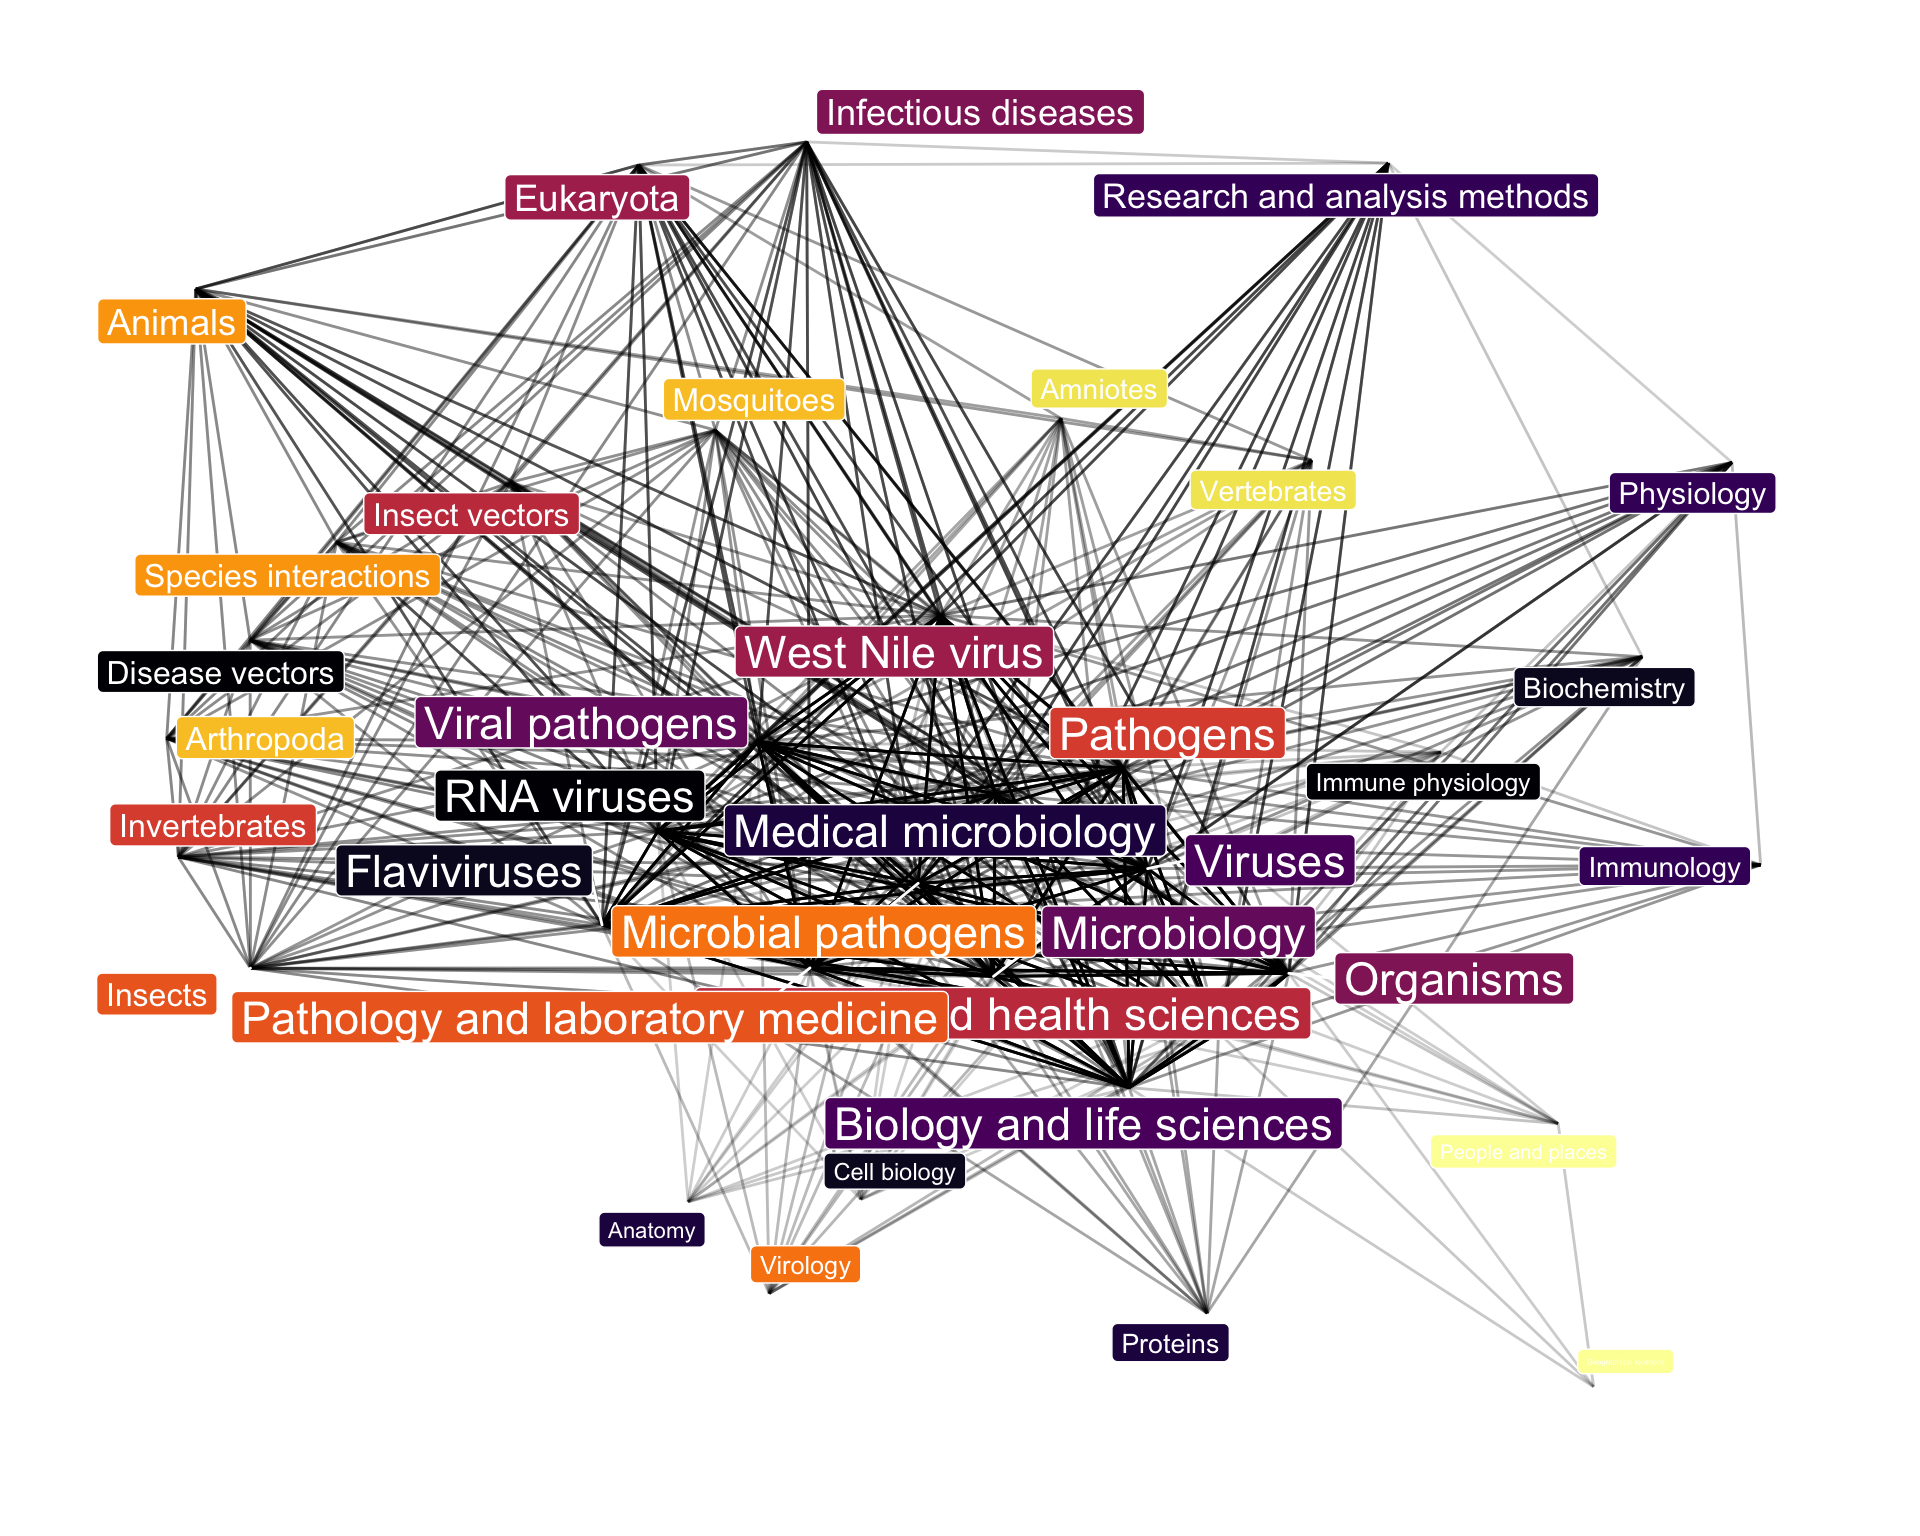 Infectious diseases
Eukaryota
Research and analysis methods
Animals
Mosquitoes
Amniotes
Vertebrates
Physiology
Insect vectors
Species interactions
West Nile virus
Disease vectors
Biochemistry
Viral pathogens
Pathogens
Arthropoda
Immune physiology
RNA viruses
Invertebrates
Medical microbiology
Viruses
Immunology
Flaviviruses
Microbial pathogens
Microbiology
Organisms
Insects
Pathology and laboratory medicine
d health sciences
Biology and life sciences
People and places
Cell biology
Anatomy
Virology
Proteins